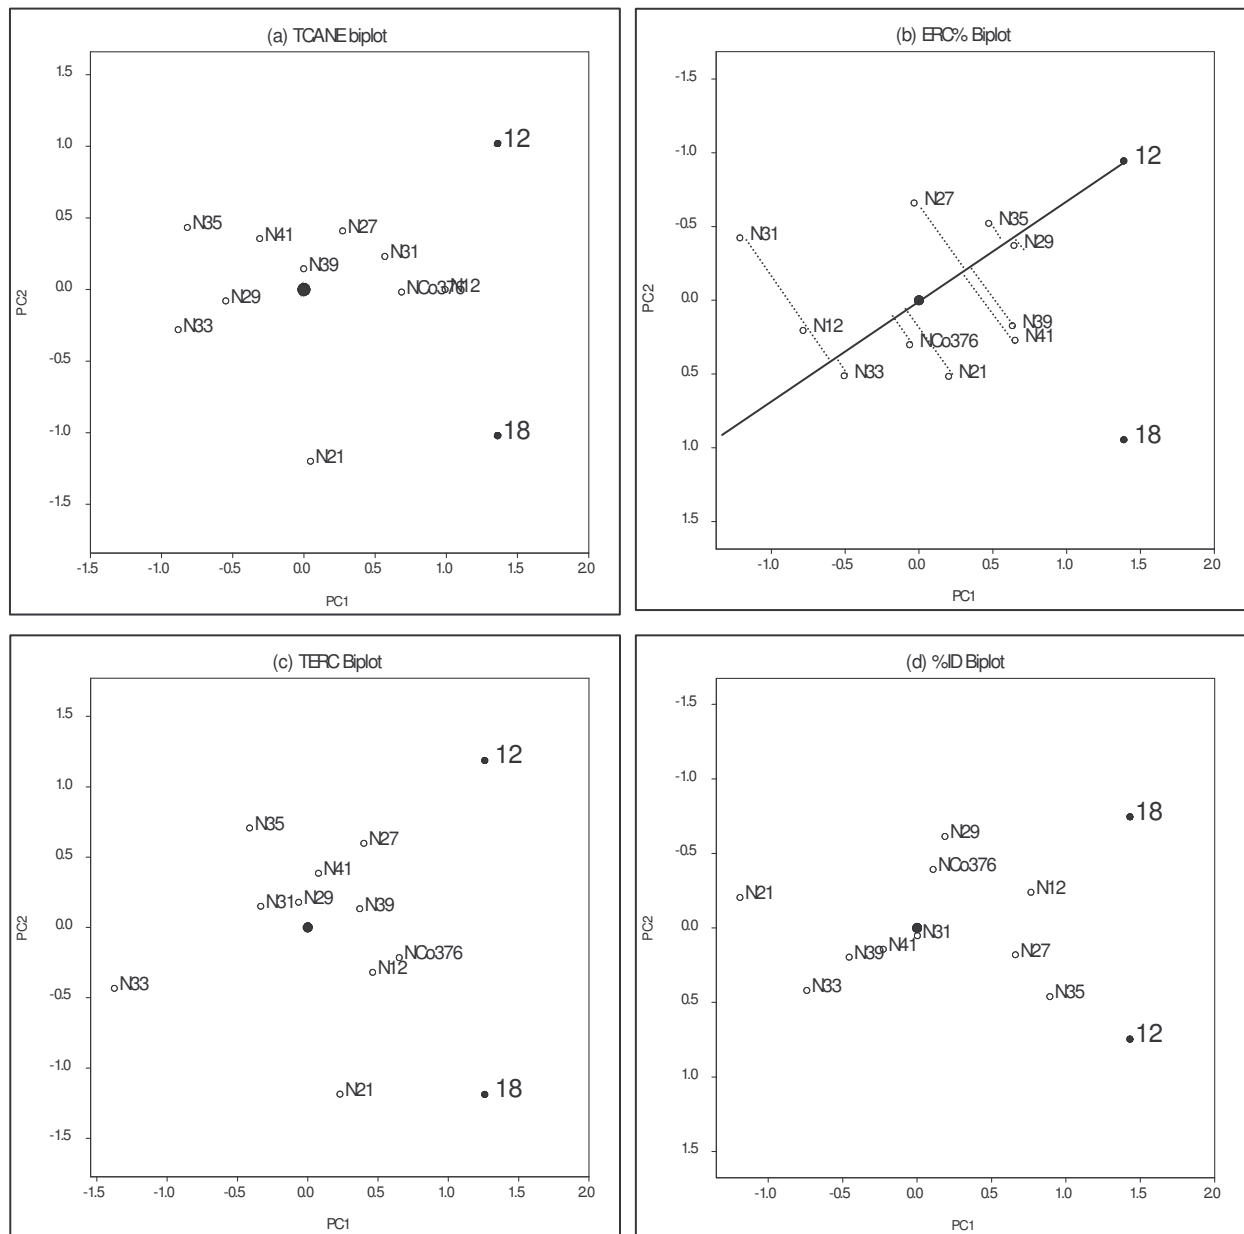 (a) TCANE biplot
1.5
1.0
0.5
0.0
-0.5
-1.0
-1.5
PC2
12
N35
N41
N27
N31
N39
NCo376
N12
N29
N33
18
N21
-1.5 -1.0 -0.5 0.0 0.5 1.0 1.5 2.0
PC1
(b) ERC% Biplot
-1.5
-1.0
-0.5
0.0
0.5
1.0
1.5
PC2
12
N27
N35
N31
N29
N12
N39
NCo376
N41
N33
N21
18
-1.0 -0.5 0.0 0.5 1.0 1.5 2.0
PC1
(c) TERC Biplot
1.5
1.0
0.5
0.0
-0.5
-1.0
-1.5
PC2
12
N35
N27
N41
N31
N29
N39
NCo376
N12
N33
N21
18
-1.5 -1.0 -0.5 0.0 0.5 1.0 1.5 2.0
PC1
(d) %ID Biplot
-1.5
-1.0
-0.5
0.0
0.5
1.0
1.5
PC2
18
N29
NCo376
N12
N21
N31
N41
N39
N27
N33
N35
12
-1.0 -0.5 0.0 0.5 1.0 1.5 2.0
PC1